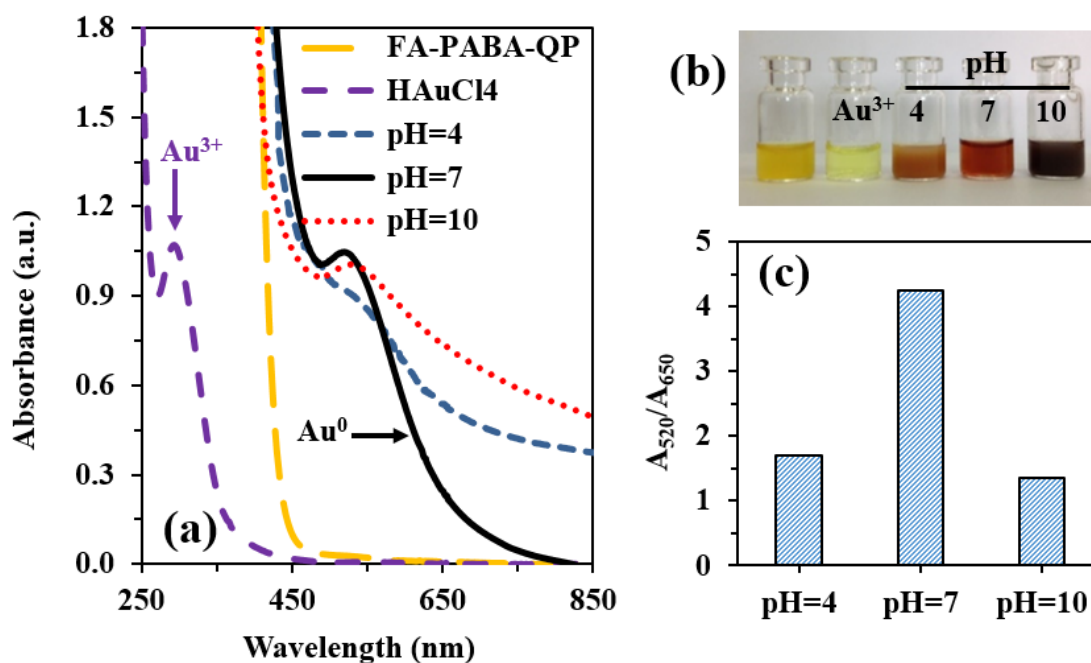 1.8
1.5
1.2
0.9
0.6
0.3
0.0
Absorbance (a.u.)
FA-PABA-QP
HAuCl4
pH=4
pH=7
pH=10
Au³⁺
Au⁰
(a)
250 450 650 850
Wavelength (nm)
(b)
pH
Au³⁺ 4 7 10
(c)
5
4
3
2
1
0
A₅₂₀/A₆₅₀
pH=4 pH=7 pH=10